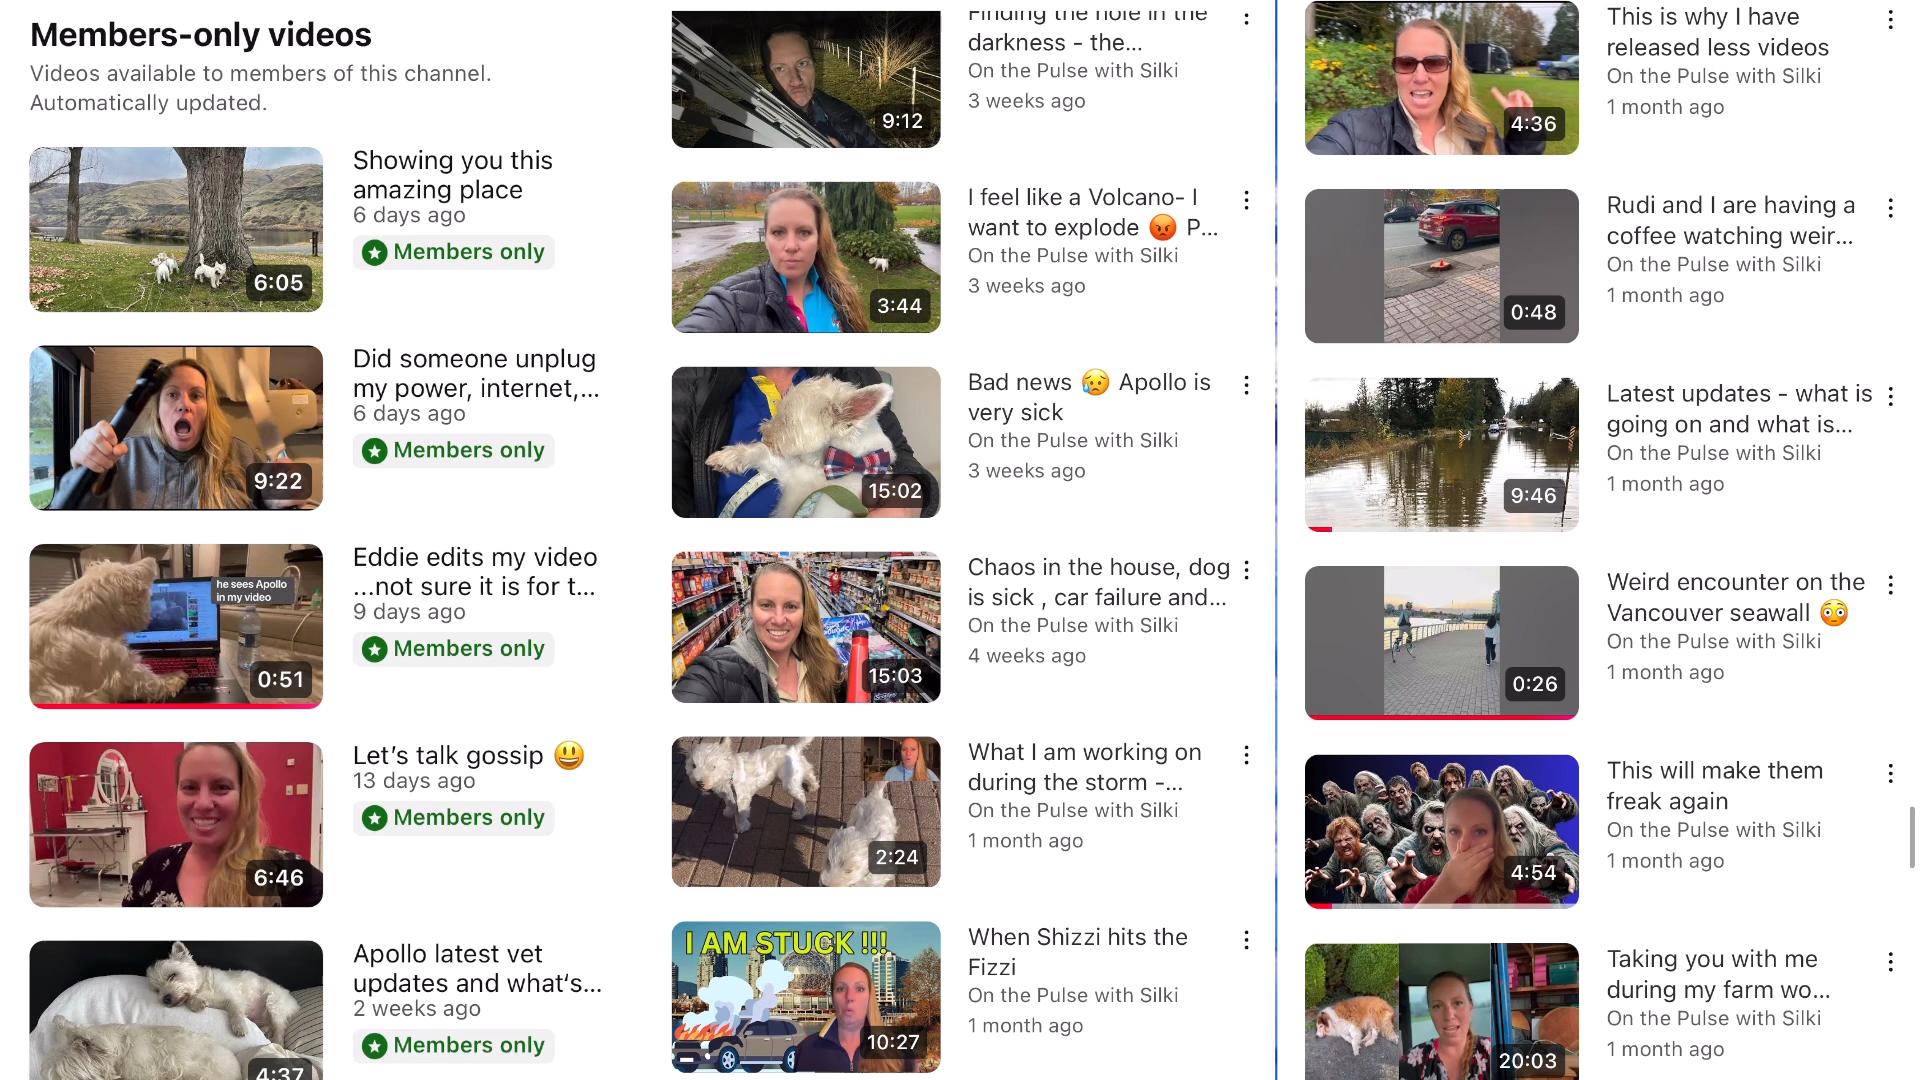 Members-only videos
Videos available to members of this channel.
Automatically updated.
6:05
Showing you this
amazing place
6 days ago
Members only
9:22
Did someone unplug
my power, internet,...
6 days ago
Members only
he sees Apollo
in my video
0:51
Eddie edits my video
...not sure it is for t...
9 days ago
Members only
6:46
Let's talk gossip 😃
13 days ago
Members only
4:37
Apollo latest vet
updates and what's...
2 weeks ago
Members only
9:12
Finding the hole in the
darkness - the...
On the Pulse with Silki
3 weeks ago
3:44
I feel like a Volcano- I
want to explode 😡 P...
On the Pulse with Silki
3 weeks ago
15:02
Bad news 😥 Apollo is
very sick
On the Pulse with Silki
3 weeks ago
15:03
Chaos in the house, dog
is sick , car failure and...
On the Pulse with Silki
4 weeks ago
2:24
What I am working on
during the storm -...
On the Pulse with Silki
1 month ago
I AM STUCK !!!
10:27
When Shizzi hits the
Fizzi
On the Pulse with Silki
1 month ago
4:36
This is why I have
released less videos
On the Pulse with Silki
1 month ago
0:48
Rudi and I are having a
coffee watching weir...
On the Pulse with Silki
1 month ago
9:46
Latest updates - what is
going on and what is...
On the Pulse with Silki
1 month ago
0:26
Weird encounter on the
Vancouver seawall 😳
On the Pulse with Silki
1 month ago
4:54
This will make them
freak again
On the Pulse with Silki
1 month ago
20:03
Taking you with me
during my farm wo...
On the Pulse with Silki
1 month ago